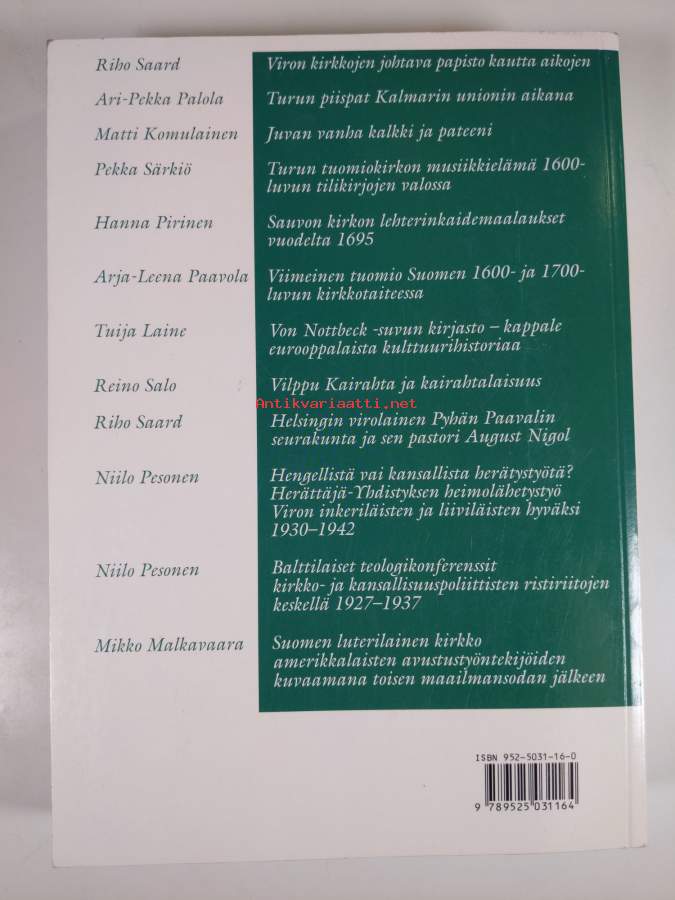 Riho Saard Viron kirkkojen johtava papisto kautta aikojen
Ari-Pekka Palola Turun piispat Kalmarin unionin aikana
Matti Komulainen Juvan vanha kalkki ja pateeni
Pekka Särkiö Turun tuomiokirkon musiikkielämä 1600-
luvun tilikirjojen valossa
Hanna Pirinen Sauvon kirkon lehterinkaidemaalaukset
vuodelta 1695
Arja-Leena Paavola Viimeinen tuomio Suomen 1600- ja 1700-
luvun kirkkotaiteessa
Tuija Laine Von Nottbeck -suvun kirjasto – kappale
eurooppalaista kulttuurihistoriaa
Reino Salo Vilppu Kairahta ja kairahtalaisuus
Antikvariaatti.net
Riho Saard Helsingin virolainen Pyhän Paavalin
seurakunta ja sen pastori August Nigol
Niilo Pesonen Hengellistä vai kansallista herätystyötä?
Herättäjä-Yhdistyksen heimolähetystyö
Viron inkeriläisten ja liiviläisten hyväksi
1930–1942
Niilo Pesonen Balttilaiset teologikonferenssit
kirkko- ja kansallisuuspoliittisten ristiriitojen
keskellä 1927–1937
Mikko Malkavaara Suomen luterilainen kirkko
amerikkalaisten avustustyöntekijöiden
kuvaamana toisen maailmansodan jälkeen
ISBN 952-5031-16-0
9 789525 031164